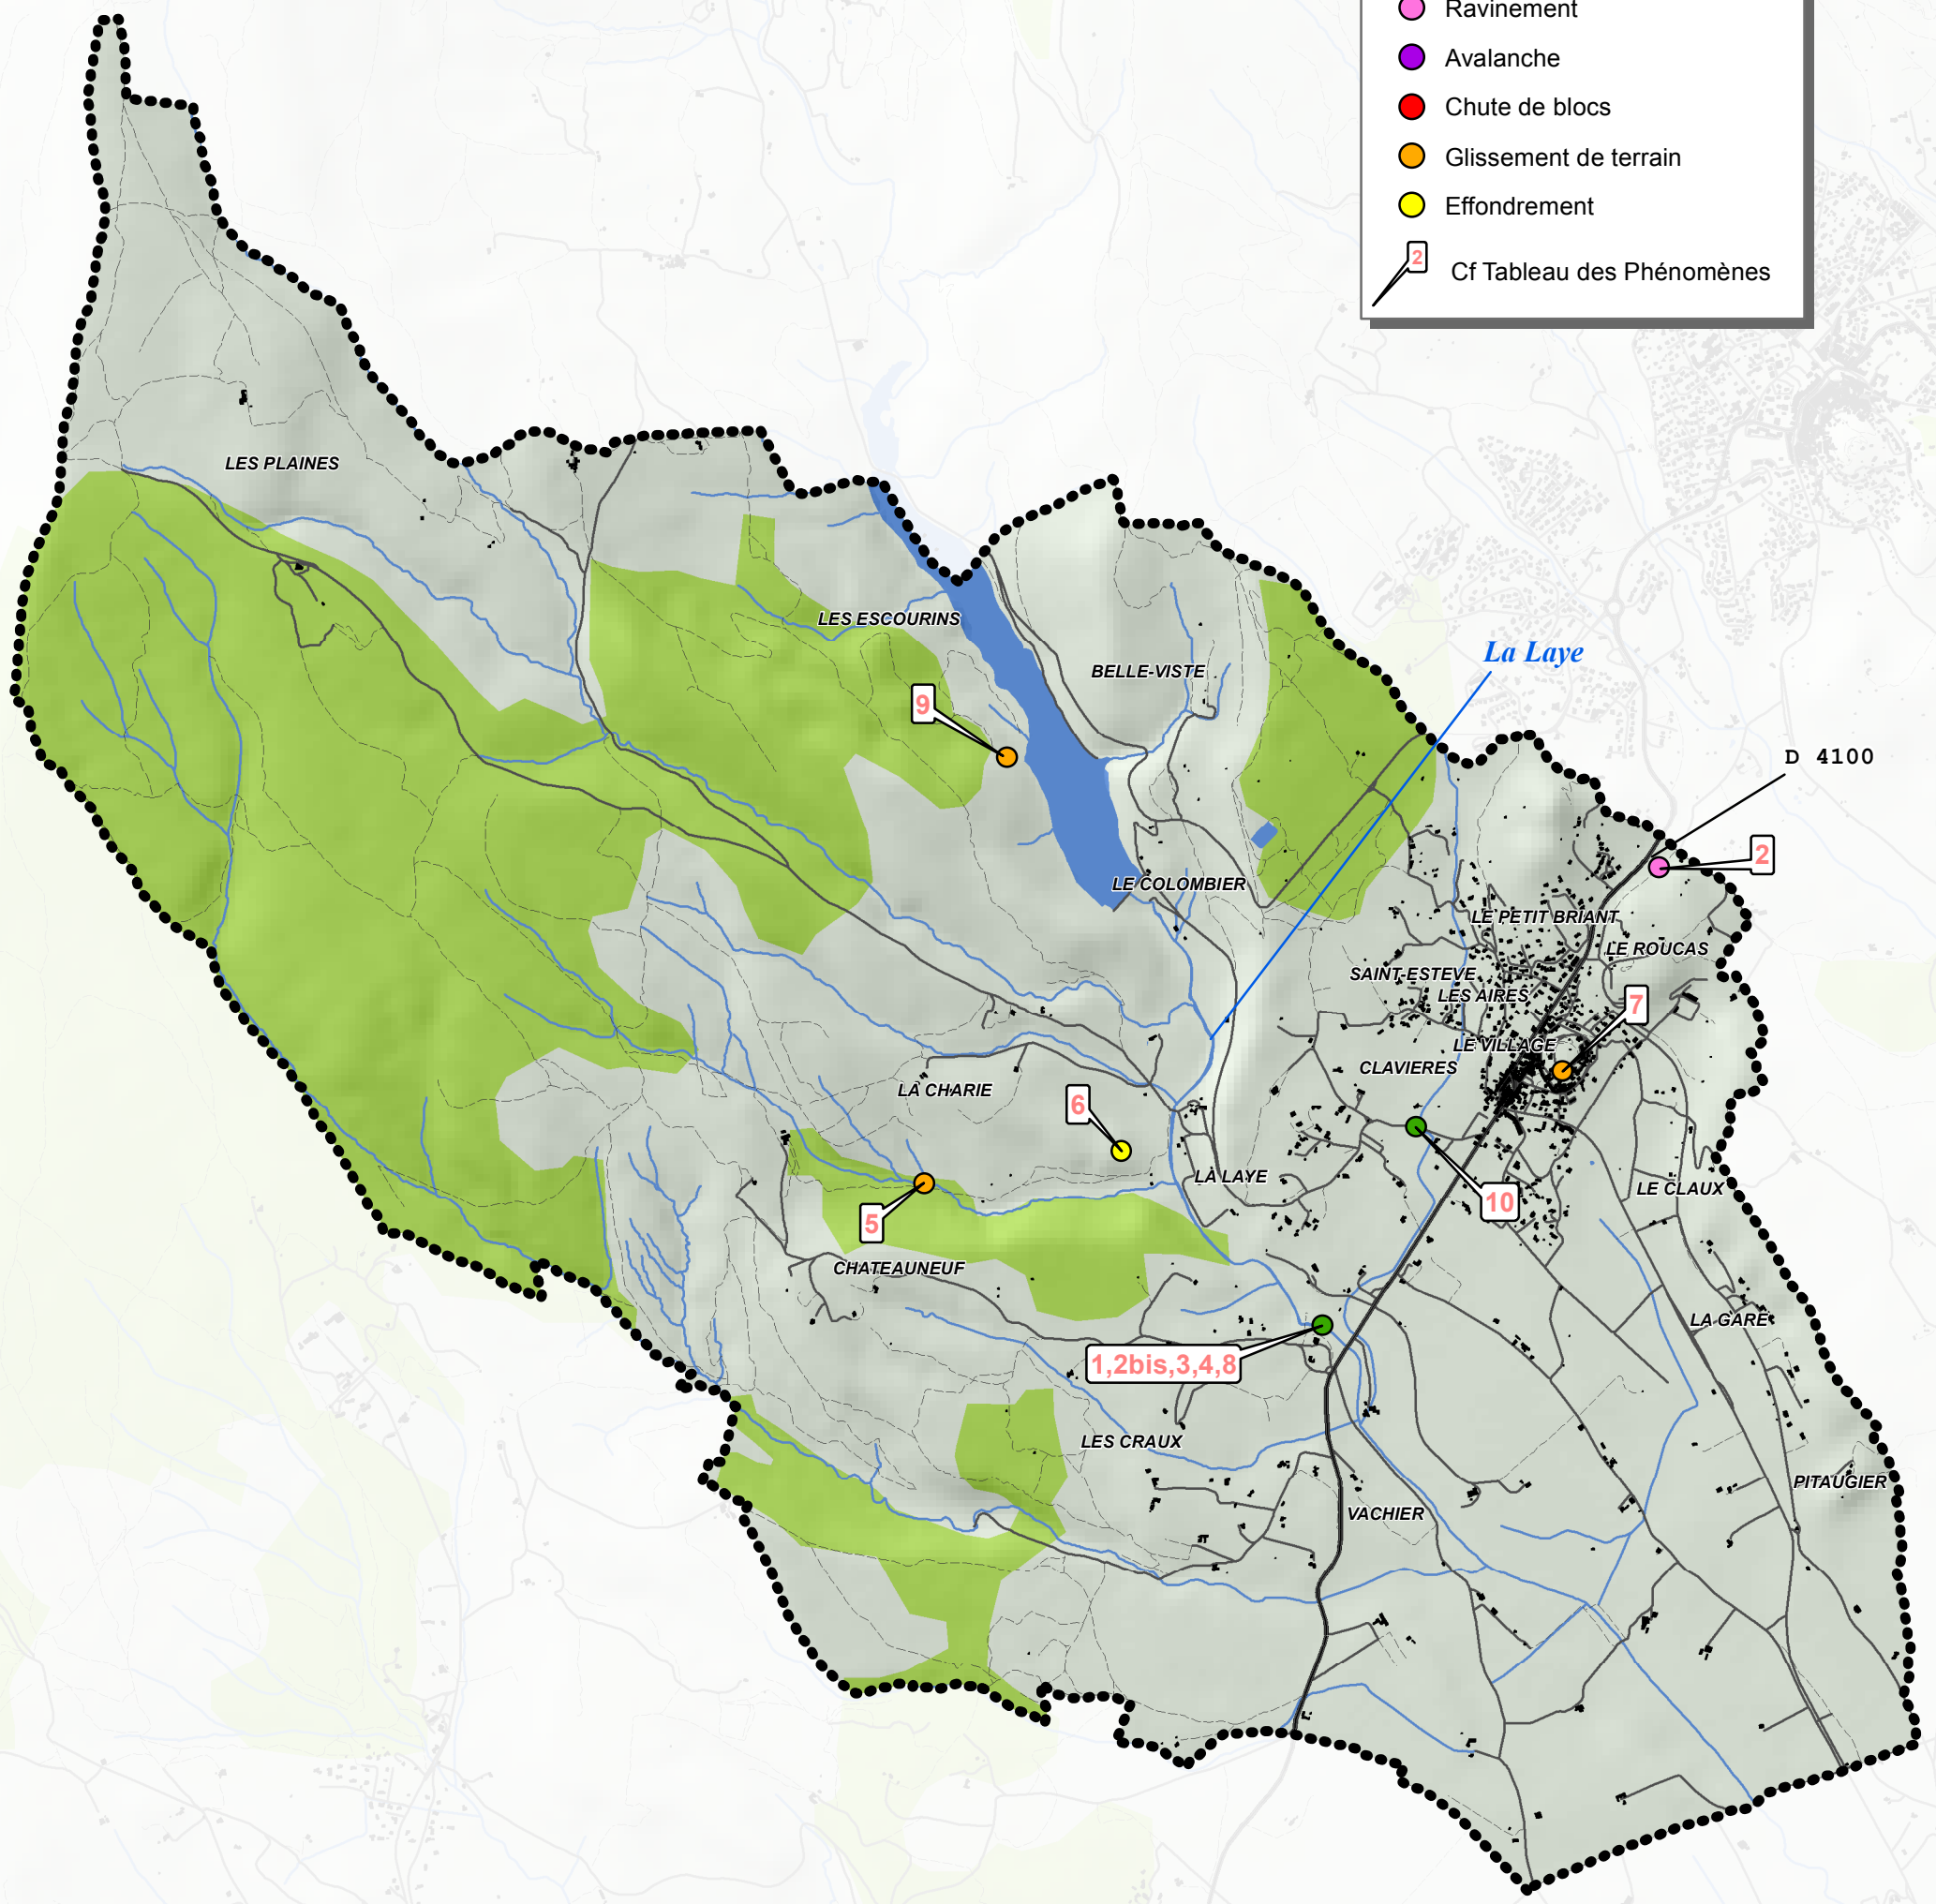 Ravinement
Avalanche
Chute de blocs
Glissement de terrain
Effondrement
2
Cf Tableau des Phénomènes
LES PLAINES
LES ESCOURINS
La Laye
BELLE-VISTE
9
D 4100
2
LE COLOMBIER
LE PETIT BRIANT
LE ROUCAS
SAINT-ESTEVE
LES AIRES
7
LE VILLAGE
CLAVIERES
LA CHARIE
6
LA LAYE
LE CLAUX
10
5
CHATEAUNEUF
LA GARE
1,2bis,3,4,8
LES CRAUX
PITAUGIER
VACHIER